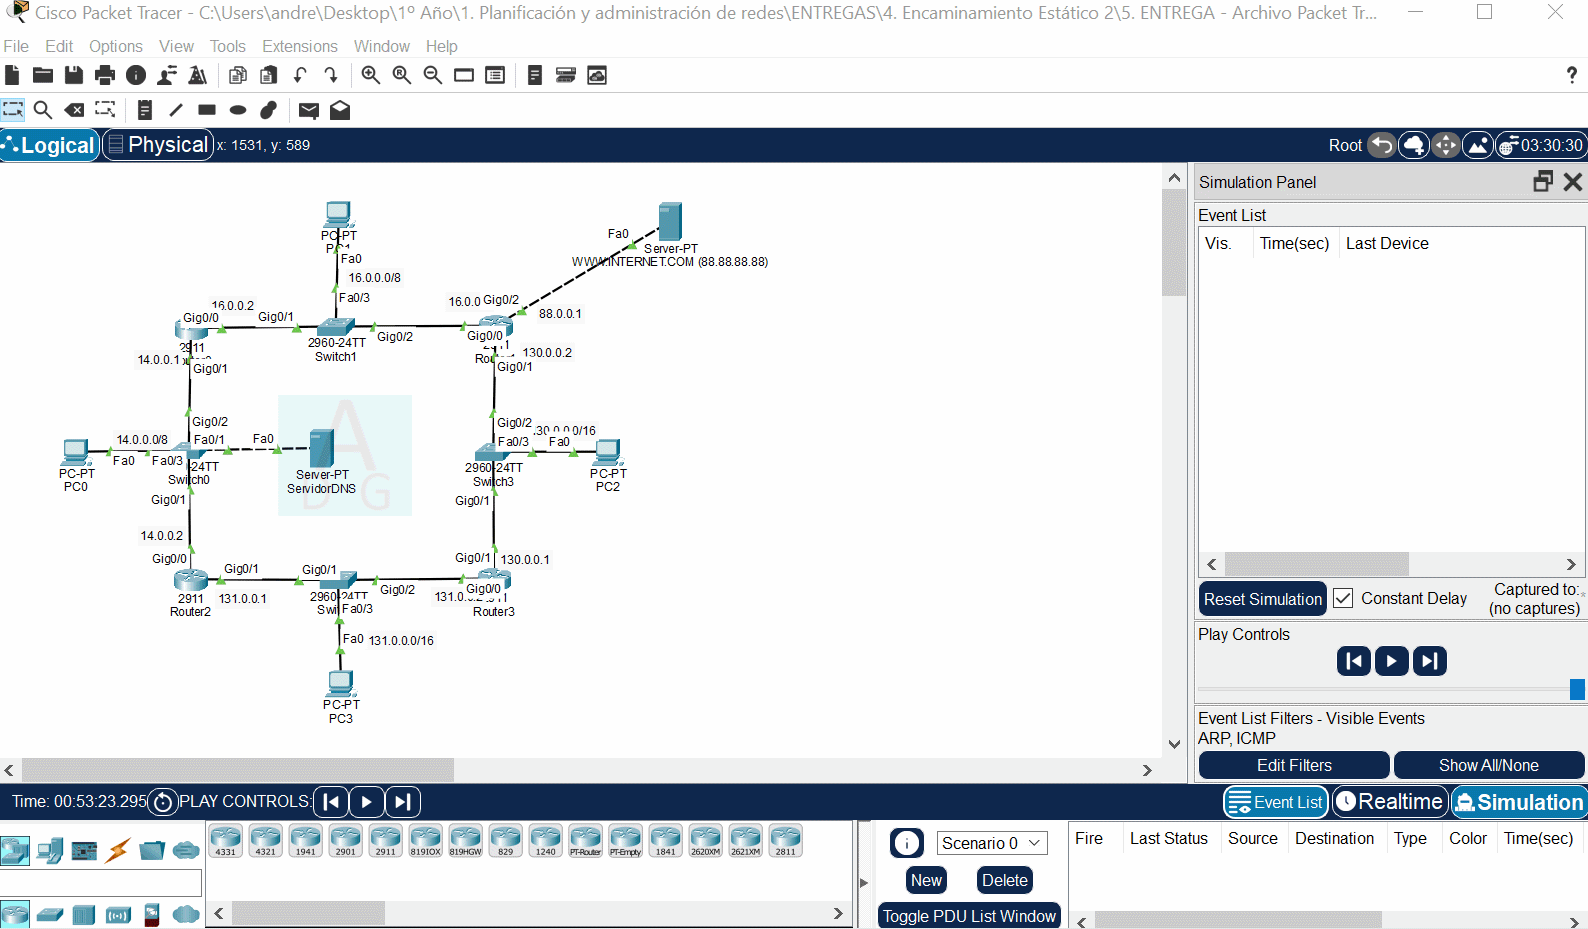 Cisco Packet Tracer - C:\Users\andre\Desktop\1º Año\1. Planificación y administración de redes\ENTREGAS\4. Encaminamiento Estático 2\5. ENTREGA - Archivo Packet Tr...
File Edit Options View Tools Extensions Window Help
?
Logical Physical x: 1531, y: 589 Root 03:30:30
Simulation Panel
Event List
Vis. Time(sec) Last Device
PC-PT
Fa0
16.0.0.0/8
Fa0/3
Fa0
Server-PT
WWW.INTERNET.COM (88.88.88.88)
16.0.0.2
Gig0/0
Gig0/1
2960-24TT
Switch1
Gig0/2
16.0.0
Gig0/2
88.0.0.1
Gig0/0
2911
14.0.0.1
Gig0/1
130.0.0.2
Gig0/1
Gig0/2
14.0.0.0/8
Fa0/1
Fa0
Fa0
Fa0/3
PC-PT
PC0
-24TT
Switch0
Server-PT
ServidorDNS
A
D G
Gig0/2
Fa0/3
Fa0
2960-24TT
Switch3
PC-PT
PC2
Gig0/1
Gig0/1
14.0.0.2
Gig0/0
Gig0/1
131.0.0.1
2911
Router2
Gig0/1
2960-24TT
Fa0/3
Gig0/2
Gig0/1
130.0.0.1
Gig0/0
Router3
Fa0
131.0.0.0/16
PC-PT
PC3
Reset Simulation Constant Delay Captured to:
(no captures)
Play Controls
Event List Filters - Visible Events
ARP, ICMP
Edit Filters Show All/None
Time: 00:53:23.295 PLAY CONTROLS: Event List Realtime Simulation
4331 4321 1941 2901 2911 819IOX 819HGW 829 1240 PT-Router PT-Empty 1841 2620XM 2621XM 2811
Scenario 0
New Delete
Toggle PDU List Window
Fire Last Status Source Destination Type Color Time(sec)